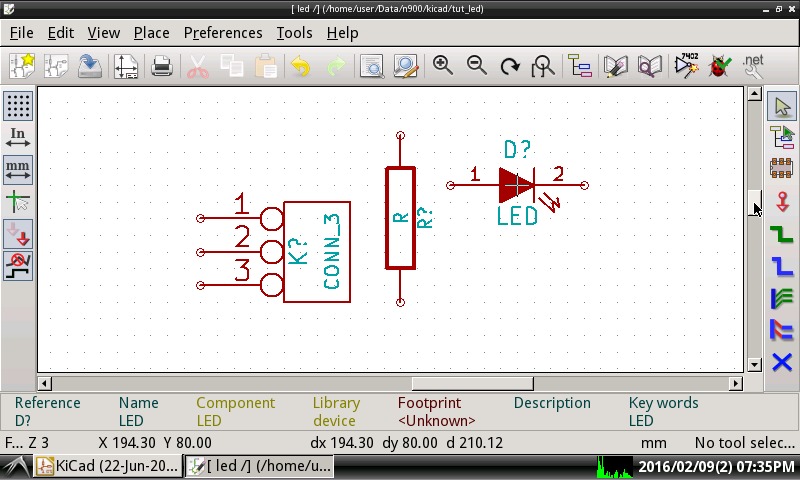 [ led /] (/home/user/Data/n900/kicad/tut_led)
File Edit View Place Preferences Tools Help
7402
.net
In
mm
D?
1 2
LED
1
2
3
K?
CONN_3
R
R?
Reference Name Component Library Footprint Description Key words
D? LED LED device <Unknown> LED
F... Z 3 X 194.30 Y 80.00 dx 194.30 dy 80.00 d 210.12 mm No tool selec...
KiCad (22-Jun-20... [ led /] (/home/u... 2016/02/09(2) 07:35PM